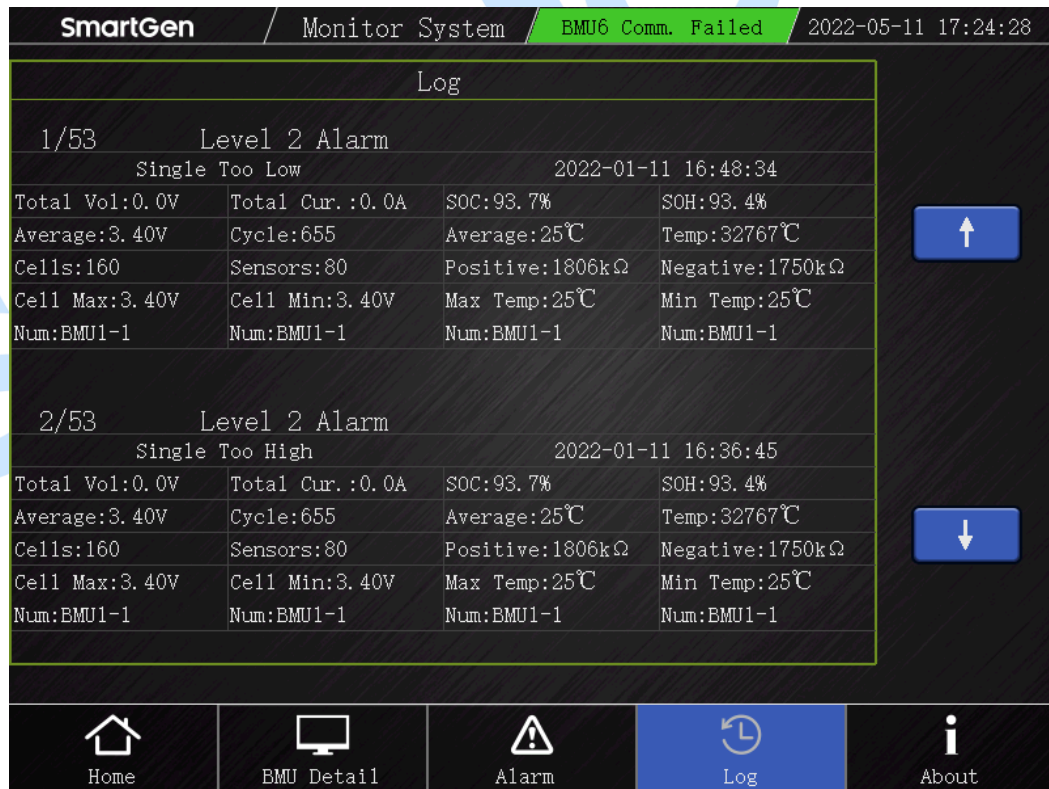 SmartGen / Monitor System / BMU6 Comm. Failed / 2022-05-11 17:24:28
Log
1/53 Level 2 Alarm
Single Too Low 2022-01-11 16:48:34
Total Vol:0.0V Total Cur.:0.0A SOC:93.7% SOH:93.4%
Average:3.40V Cycle:655 Average:25℃ Temp:32767℃
Cells:160 Sensors:80 Positive:1806kΩ Negative:1750kΩ
Cell Max:3.40V Cell Min:3.40V Max Temp:25℃ Min Temp:25℃
Num:BMU1-1 Num:BMU1-1 Num:BMU1-1 Num:BMU1-1
2/53 Level 2 Alarm
Single Too High 2022-01-11 16:36:45
Total Vol:0.0V Total Cur.:0.0A SOC:93.7% SOH:93.4%
Average:3.40V Cycle:655 Average:25℃ Temp:32767℃
Cells:160 Sensors:80 Positive:1806kΩ Negative:1750kΩ
Cell Max:3.40V Cell Min:3.40V Max Temp:25℃ Min Temp:25℃
Num:BMU1-1 Num:BMU1-1 Num:BMU1-1 Num:BMU1-1
Home BMU Detail Alarm Log About